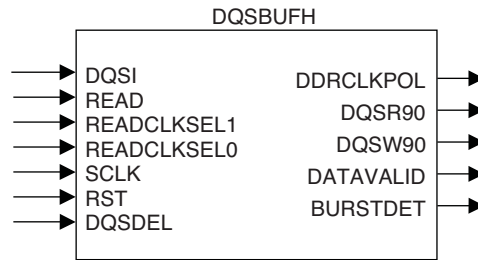 DQSBUFH
DQSI
READ
READCLKSEL1
READCLKSEL0
SCLK
RST
DQSDEL
DDRCLKPOL
DQSR90
DQSW90
DATAVALID
BURSTDET